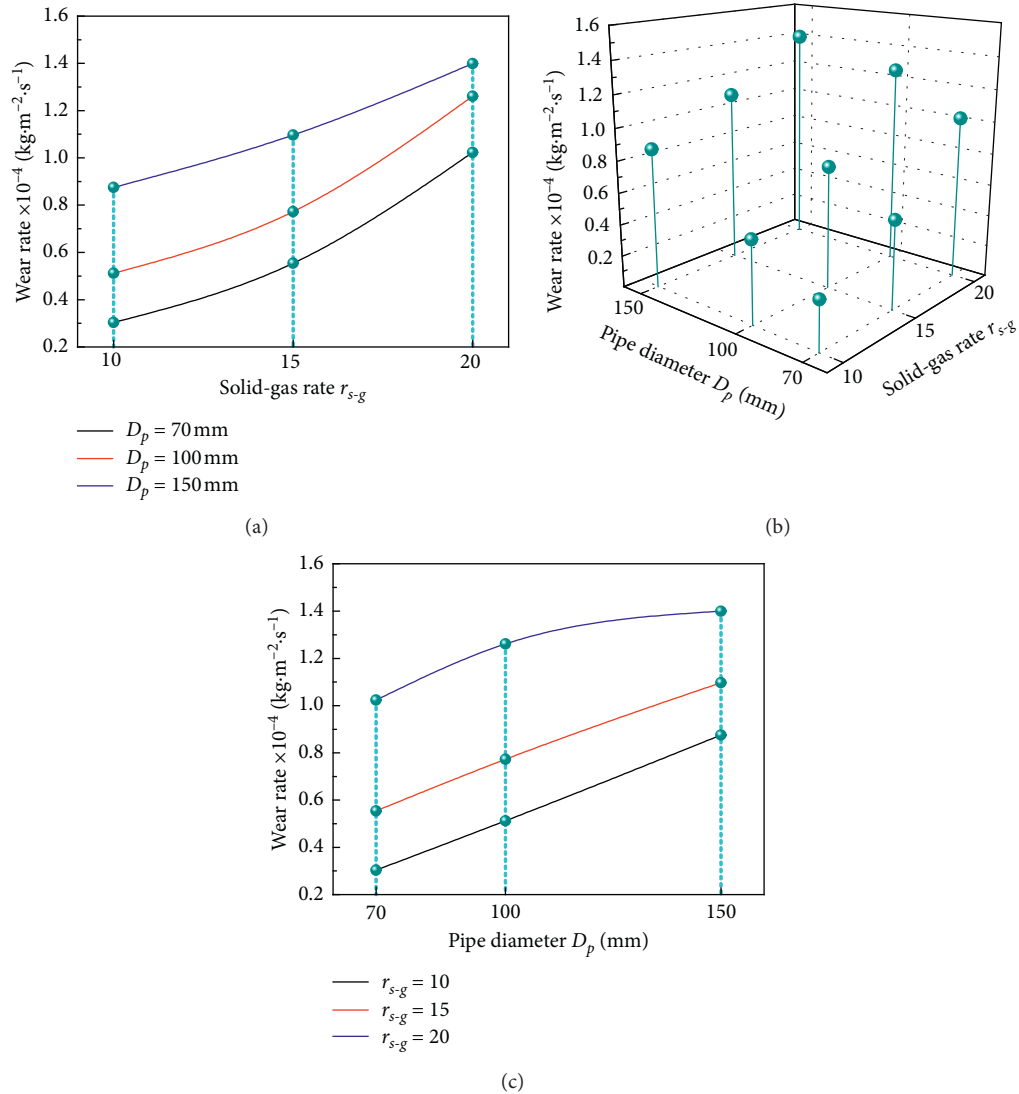 1.6
1.4
1.2
1.0
0.8
0.6
0.4
0.2
Wear rate ×10⁻⁴ (kg·m⁻²·s⁻¹)
10
15
20
Solid-gas rate r_{s-g}
D_p = 70 mm
D_p = 100 mm
D_p = 150 mm
(a)
1.6
1.4
1.2
1.0
0.8
0.6
0.4
0.2
Wear rate ×10⁻⁴ (kg·m⁻²·s⁻¹)
150
100
70
Pipe diameter D_p (mm)
10
15
20
Solid-gas rate r_{s-g}
(b)
1.6
1.4
1.2
1.0
0.8
0.6
0.4
0.2
Wear rate ×10⁻⁴ (kg·m⁻²·s⁻¹)
70
100
150
Pipe diameter D_p (mm)
r_{s-g} = 10
r_{s-g} = 15
r_{s-g} = 20
(c)